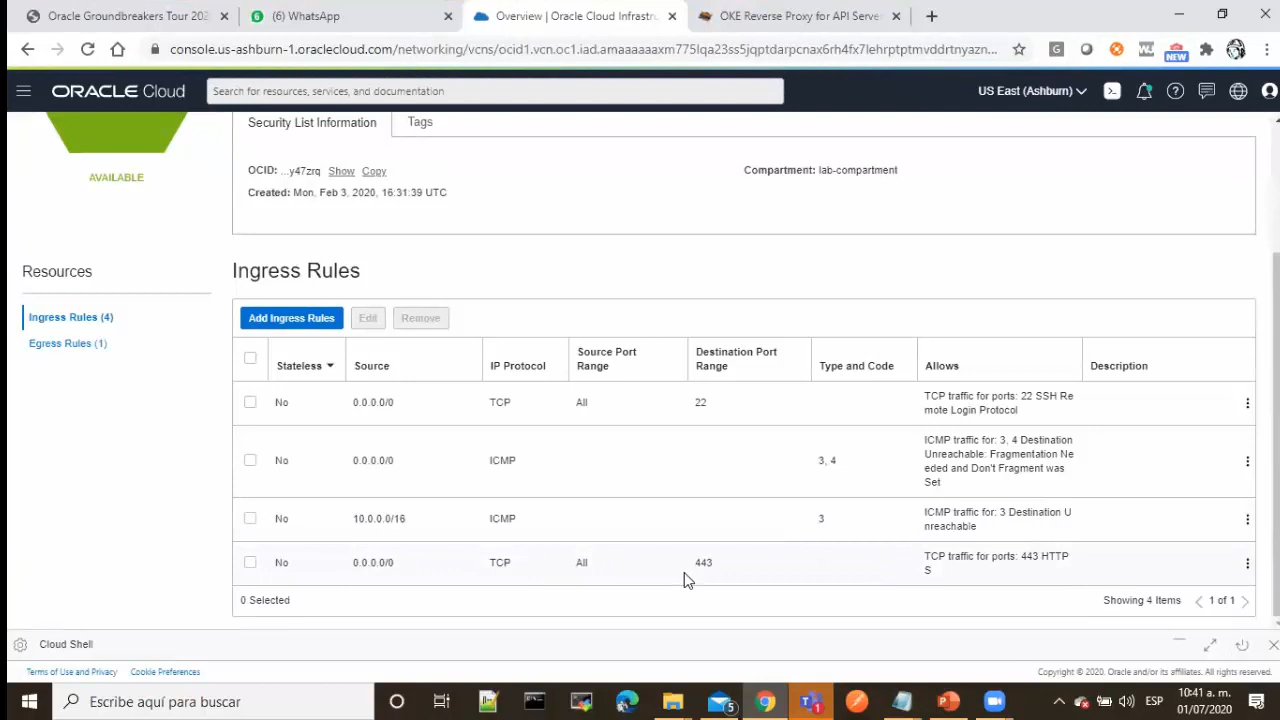 Oracle Groundbreakers Tour 202
(6) WhatsApp
Overview | Oracle Cloud Infrastru
OKE Reverse Proxy for API Server
console.us-ashburn-1.oraclecloud.com/networking/vcns/ocid1.vcn.oc1.iad.amaaaaaaxm775lqa23ss5jqptdarpcnax6rh4fx7lehrptptmvddrtnyazn...
NEW
ORACLE Cloud
Search for resources, services, and documentation
US East (Ashburn)
Security List Information
Tags
AVAILABLE
OCID: ...y47zrq Show Copy
Compartment: lab-compartment
Created: Mon, Feb 3, 2020, 16:31:39 UTC
Resources
Ingress Rules (4)
Egress Rules (1)
Ingress Rules
Add Ingress Rules Edit Remove
Stateless Source IP Protocol Source Port Range Destination Port Range Type and Code Allows Description
No 0.0.0.0/0 TCP All 22 TCP traffic for ports: 22 SSH Re
mote Login Protocol
No 0.0.0.0/0 ICMP 3, 4 ICMP traffic for: 3, 4 Destination
Unreachable: Fragmentation Ne
eded and Don't Fragment was
Set
No 10.0.0.0/16 ICMP 3 ICMP traffic for: 3 Destination U
nreachable
No 0.0.0.0/0 TCP All 443 TCP traffic for ports: 443 HTTP
S
0 Selected
Showing 4 Items 1 of 1
Cloud Shell
Terms of Use and Privacy Cookie Preferences
Copyright © 2020, Oracle and/or its affiliates. All rights reserved.
Escribe aquí para buscar
5
1
ESP
10:41 a. m.
01/07/2020